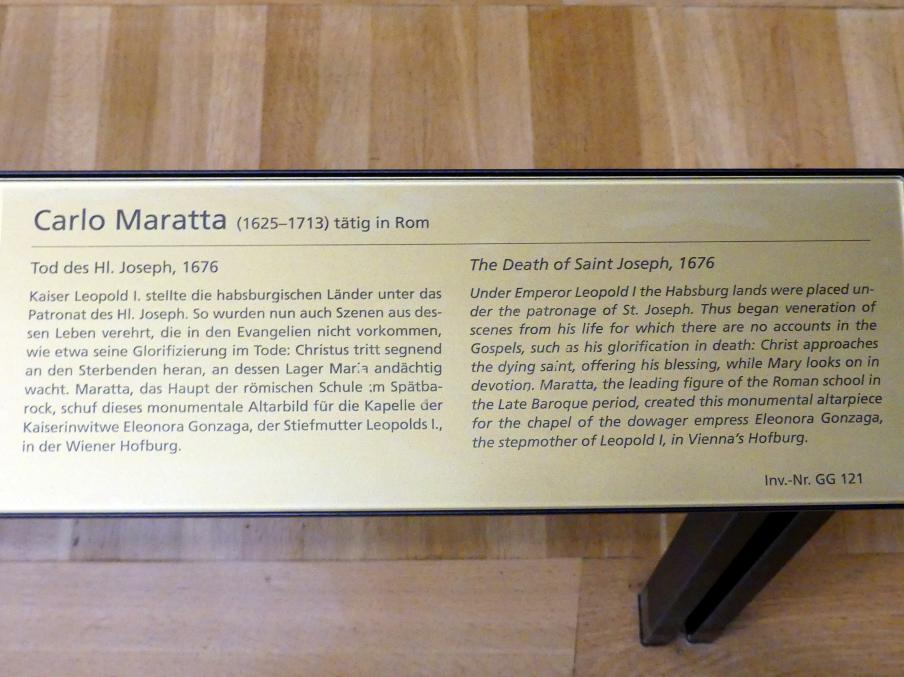 Carlo Maratta (1625–1713) tätig in Rom
Tod des Hl. Joseph, 1676
Kaiser Leopold I. stellte die habsburgischen Länder unter das
Patronat des Hl. Joseph. So wurden nun auch Szenen aus des-
sen Leben verehrt, die in den Evangelien nicht vorkommen,
wie etwa seine Glorifizierung im Tode: Christus tritt segnend
an den Sterbenden heran, an dessen Lager Maria andächtig
wacht. Maratta, das Haupt der römischen Schule im Spätba-
rock, schuf dieses monumentale Altarbild für die Kapelle der
Kaiserinwitwe Eleonora Gonzaga, der Stiefmutter Leopolds I.,
in der Wiener Hofburg.
The Death of Saint Joseph, 1676
Under Emperor Leopold I the Habsburg lands were placed un-
der the patronage of St. Joseph. Thus began veneration of
scenes from his life for which there are no accounts in the
Gospels, such as his glorification in death: Christ approaches
the dying saint, offering his blessing, while Mary looks on in
devotion. Maratta, the leading figure of the Roman school in
the Late Baroque period, created this monumental altarpiece
for the chapel of the dowager empress Eleonora Gonzaga,
the stepmother of Leopold I, in Vienna's Hofburg.
Inv.-Nr. GG 121